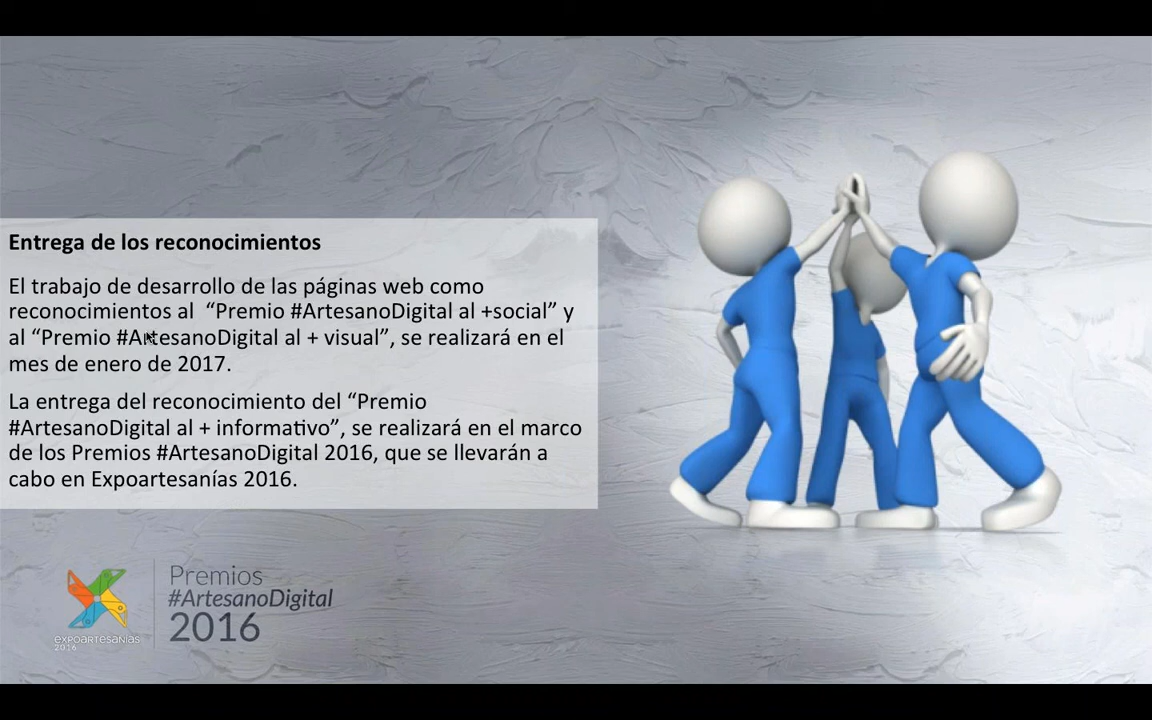 Entrega de los reconocimientos
El trabajo de desarrollo de las páginas web como
reconocimientos al “Premio #ArtesanoDigital al +social” y
al “Premio #ArtesanoDigital al + visual”, se realizará en el
mes de enero de 2017.
La entrega del reconocimiento del “Premio
#ArtesanoDigital al + informativo”, se realizará en el marco
de los Premios #ArtesanoDigital 2016, que se llevarán a
cabo en Expoartesanías 2016.
EXPOARTESANÍAS
2016
Premios
#ArtesanoDigital
2016